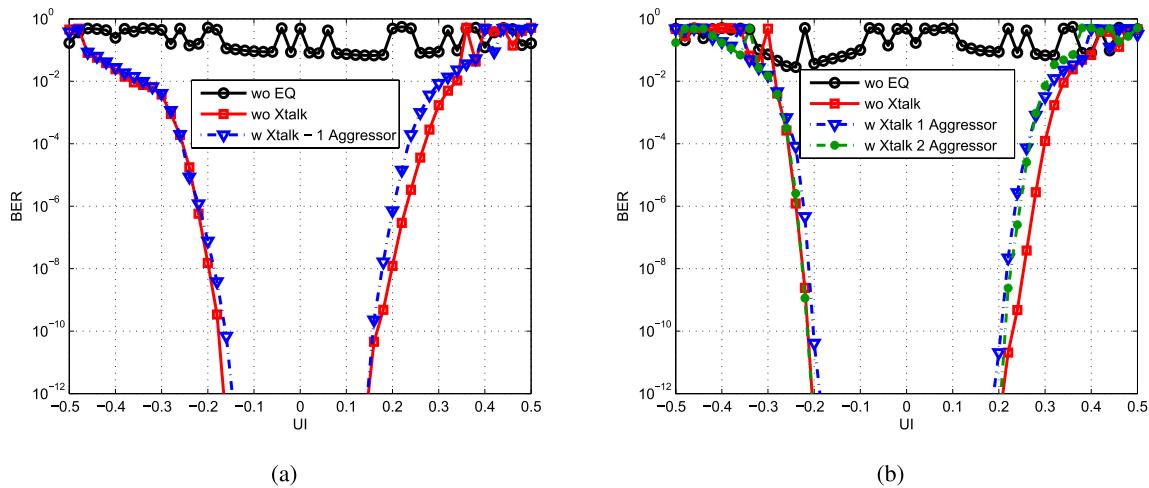 10^0
10^−2
10^−4
10^−6
10^−8
10^−10
10^−12
BER
−0.5 −0.4 −0.3 −0.2 −0.1 0 0.1 0.2 0.3 0.4 0.5
UI
wo EQ
wo Xtalk
w Xtalk − 1 Aggressor
(a)
10^0
10^−2
10^−4
10^−6
10^−8
10^−10
10^−12
BER
−0.5 −0.4 −0.3 −0.2 −0.1 0 0.1 0.2 0.3 0.4 0.5
UI
wo EQ
wo Xtalk
w Xtalk 1 Aggressor
w Xtalk 2 Aggressor
(b)